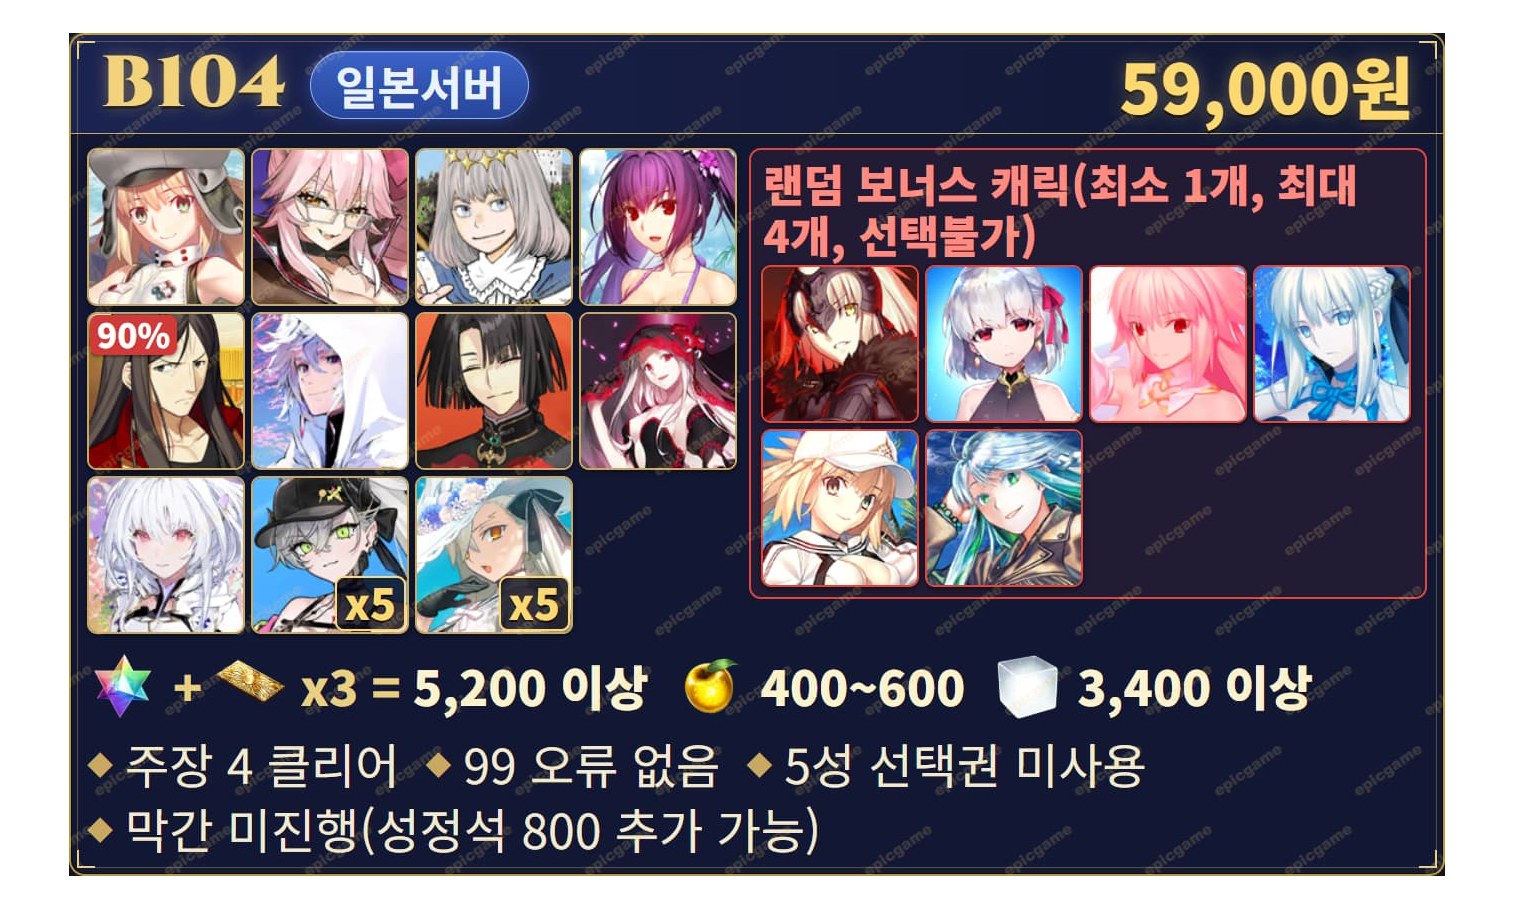 B104 일본서버 59,000원
랜덤 보너스 캐릭(최소 1개, 최대
4개, 선택불가)
90%
x5 x5
+ x3 = 5,200 이상 400~600 3,400 이상
◆ 주장 4 클리어 ◆ 99 오류 없음 ◆ 5성 선택권 미사용
◆ 막간 미진행(성정석 800 추가 가능)
epicgame